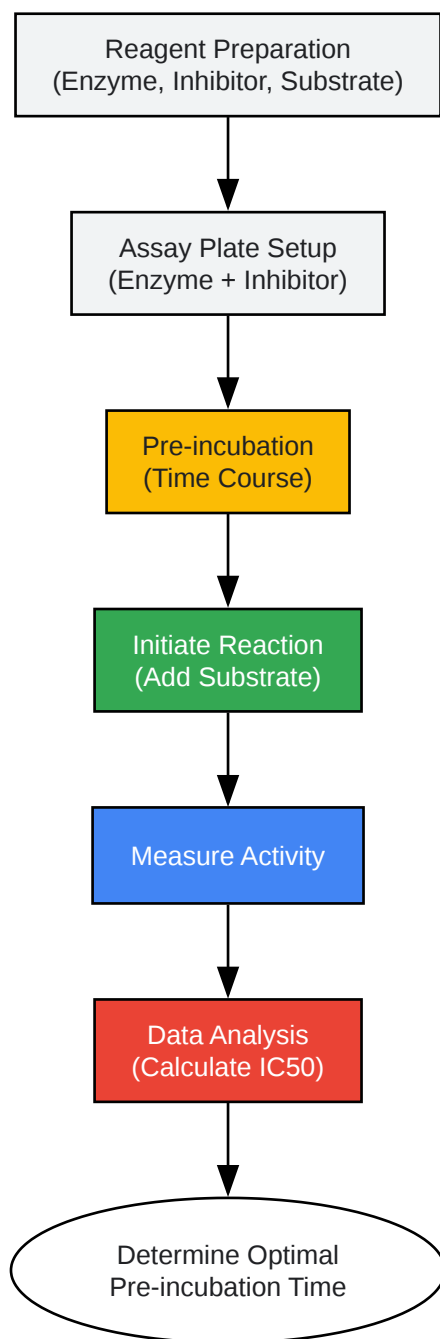 Reagent Preparation
(Enzyme, Inhibitor, Substrate)
Assay Plate Setup
(Enzyme + Inhibitor)
Pre-incubation
(Time Course)
Initiate Reaction
(Add Substrate)
Measure Activity
Data Analysis
(Calculate IC50)
Determine Optimal
Pre-incubation Time